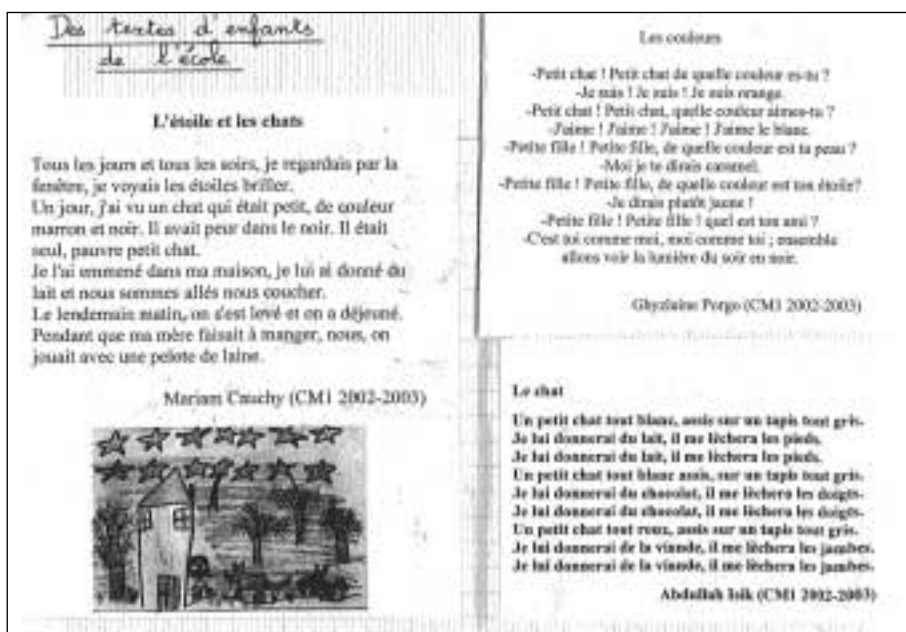 Des textes d'enfants
de l'école
L'étoile et les chats
Tous les jours et tous les soirs, je regardais par la
fenêtre, je voyais les étoiles briller.
Un jour, j'ai vu un chat qui était petit, de couleur
marron et noir. Il avait peur dans le noir. Il était
seul, pauvre petit chat.
Je l'ai emmené dans ma maison, je lui ai donné du
lait et nous sommes allés nous coucher.
Le lendemain matin, on s'est levé et on a déjeuné.
Pendant que ma mère faisait à manger, nous, on
jouait avec une pelote de laine.
Mariam Cauchy (CM1 2002-2003)
Les couleurs
-Petit chat ! Petit chat de quelle couleur es-tu ?
-Je suis ! Je suis ! Je suis orange.
-Petit chat ! Petit chat, quelle couleur aimes-tu ?
-J'aime ! J'aime ! J'aime ! J'aime le blanc.
-Petite fille ! Petite fille, de quelle couleur est ta peau ?
-Moi je te dirais caramel.
-Petite fille ! Petite fille, de quelle couleur est ton étoile?
-Je dirais plutôt jaune !
-Petite fille ! Petite fille ! quel est ton ami ?
-C'est toi comme moi, moi comme toi ; ensemble
allons voir la lumière du soir en noir.
Ghyslaine Porgo (CM1 2002-2003)
Le chat
Un petit chat tout blanc, assis sur un tapis tout gris.
Je lui donnerai du lait, il me lèchera les pieds.
Je lui donnerai du lait, il me lèchera les pieds.
Un petit chat tout blanc assis, sur un tapis tout gris.
Je lui donnerai du chocolat, il me lèchera les doigts.
Je lui donnerai du chocolat, il me lèchera les doigts.
Un petit chat tout roux, assis sur un tapis tout gris.
Je lui donnerai de la viande, il me lèchera les jambes.
Je lui donnerai de la viande, il me lèchera les jambes.
Abdullah Isik (CM1 2002-2003)